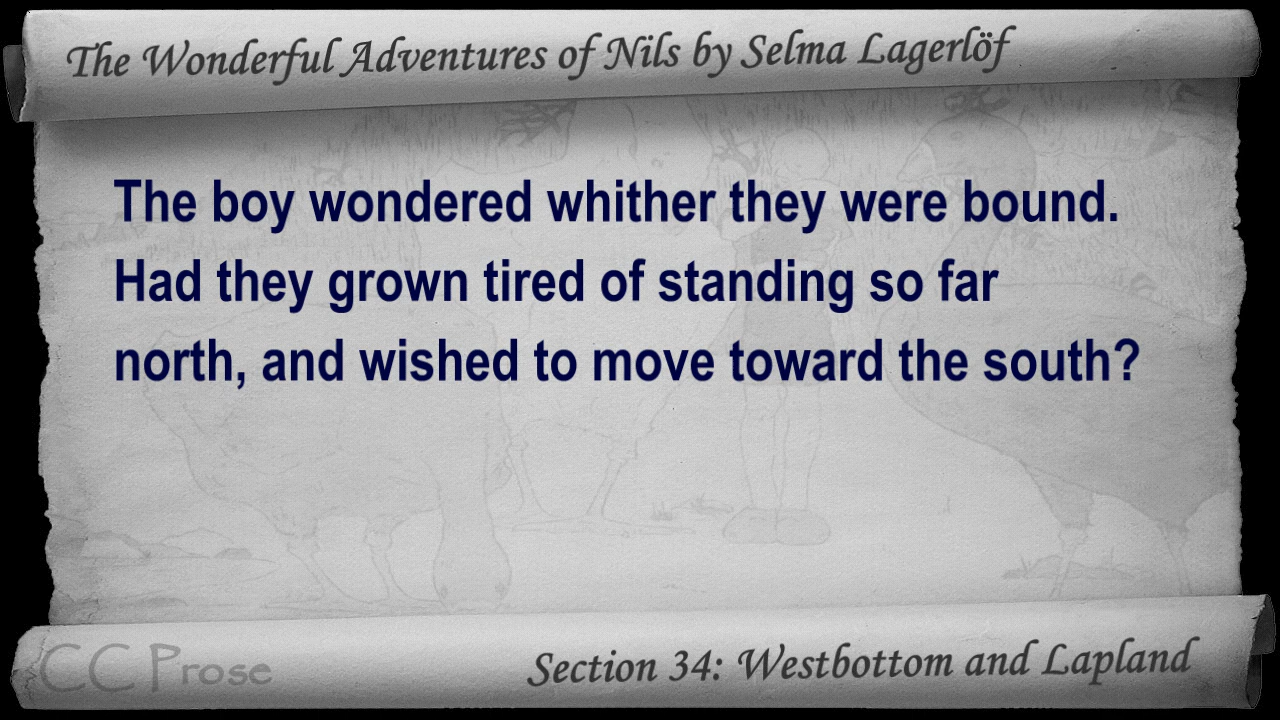 The Wonderful Adventures of Nils by Selma Lagerlöf
The boy wondered whither they were bound.
Had they grown tired of standing so far
north, and wished to move toward the south?
CC Prose
Section 34: Westbottom and Lapland